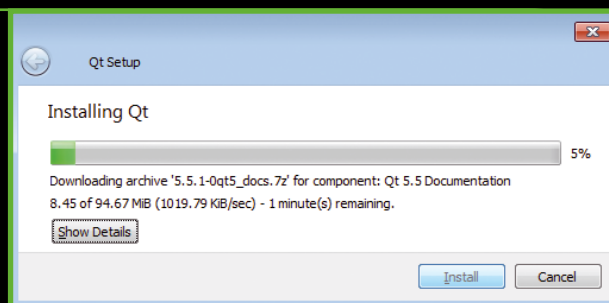 Qt Setup
Installing Qt
5%
Downloading archive '5.5.1-0qt5_docs.7z' for component: Qt 5.5 Documentation
8.45 of 94.67 MiB (1019.79 KiB/sec) - 1 minute(s) remaining.
Show Details
Install Cancel